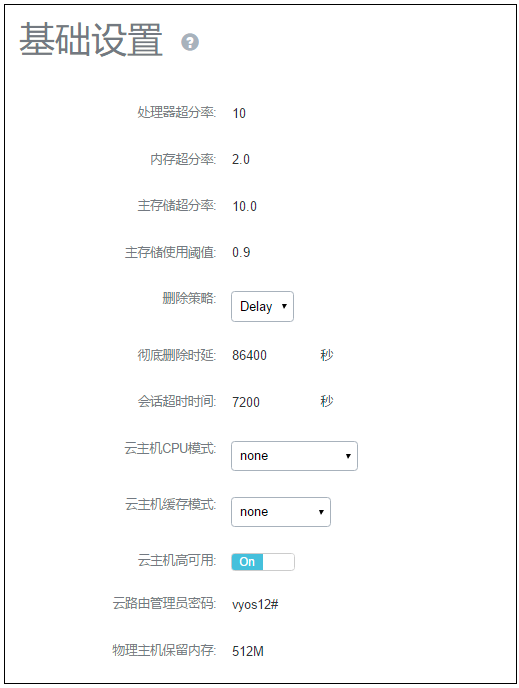 基础设置 ?
处理器超分率: 10
内存超分率: 2.0
主存储超分率: 10.0
主存储使用阈值: 0.9
删除策略: Delay
彻底删除时延: 86400 秒
会话超时时间: 7200 秒
云主机CPU模式: none
云主机缓存模式: none
云主机高可用: On
云路由管理员密码: vyos12#
物理主机保留内存: 512M